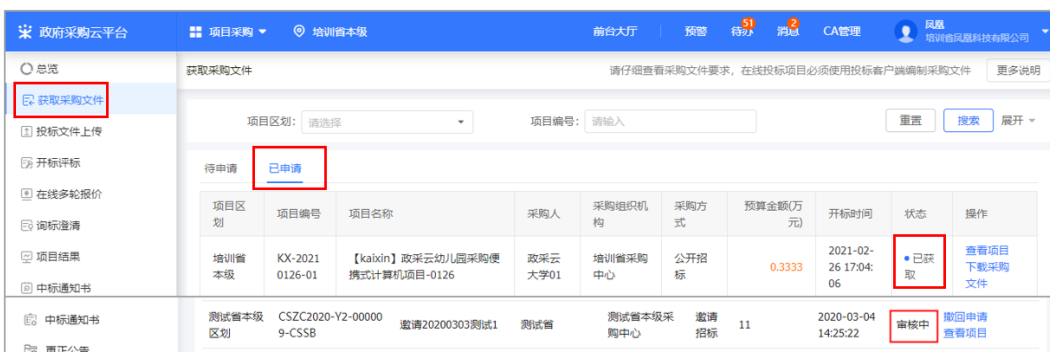 政府采购云平台
项目采购
培训省本级
前台大厅
预警
待办
51
消息
2
CA管理
凤凰
培训省凤凰科技有限公司
总览
获取采购文件
投标文件上传
开标评标
在线多轮报价
询标澄清
项目结果
中标通知书
中标通知书
更正公告
获取采购文件
请仔细查看采购文件要求，在线投标项目必须使用投标客户端编制采购文件
更多说明
项目区划：
请选择
项目编号：
请输入
重置
搜索
展开
待申请
已申请
项目区
划
项目编号
项目名称
采购人
采购组织机
构
采购方
式
预算金额(万
元)
开标时间
状态
操作
培训省
本级
KX-2021
0126-01
【kaixin】政采云幼儿园采购便
携式计算机项目-0126
政采云
大学01
培训省采购
中心
公开招
标
0.3333
2021-02-
26 17:04:
06
已获
取
查看项目
下载采购
文件
测试省本级
区划
CSZC2020-Y2-00000
9-CSSB
邀请20200303测试1
测试省
测试省本级采
购中心
邀请
招标
11
2020-03-04
14:25:22
审核中
撤回申请
查看项目